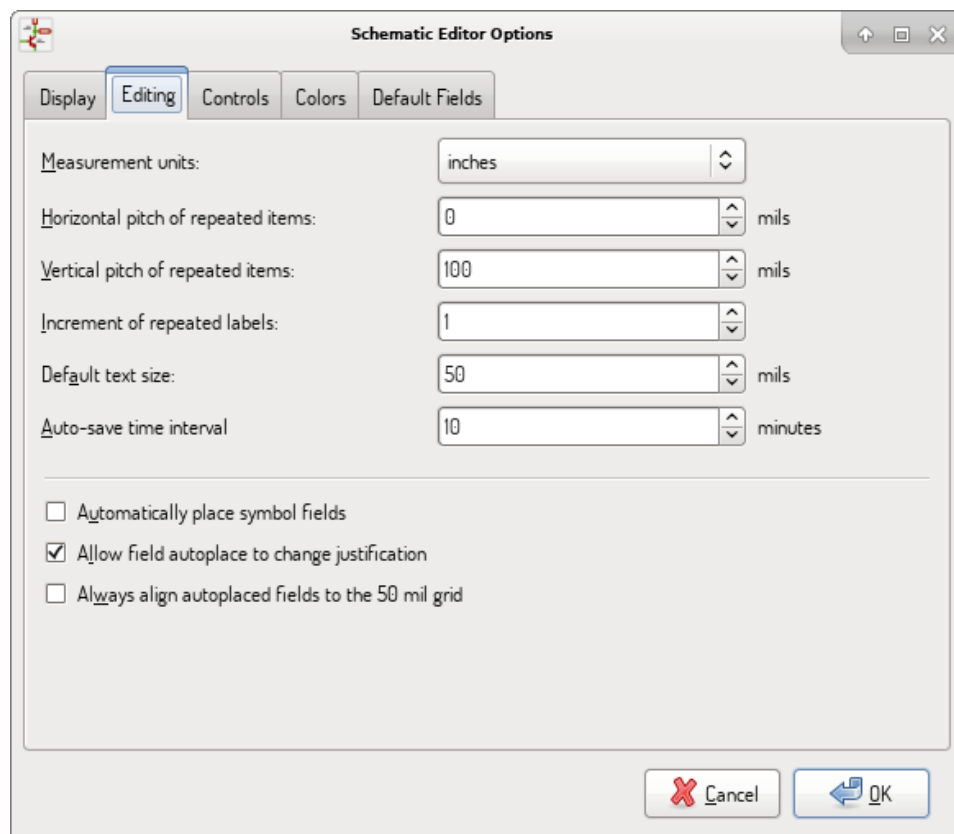 Schematic Editor Options
Display Editing Controls Colors Default Fields
Measurement units: inches
Horizontal pitch of repeated items: 0 mils
Vertical pitch of repeated items: 100 mils
Increment of repeated labels: 1
Default text size: 50 mils
Auto-save time interval 10 minutes
Automatically place symbol fields
Allow field autoplace to change justification
Always align autoplaced fields to the 50 mil grid
Cancel OK